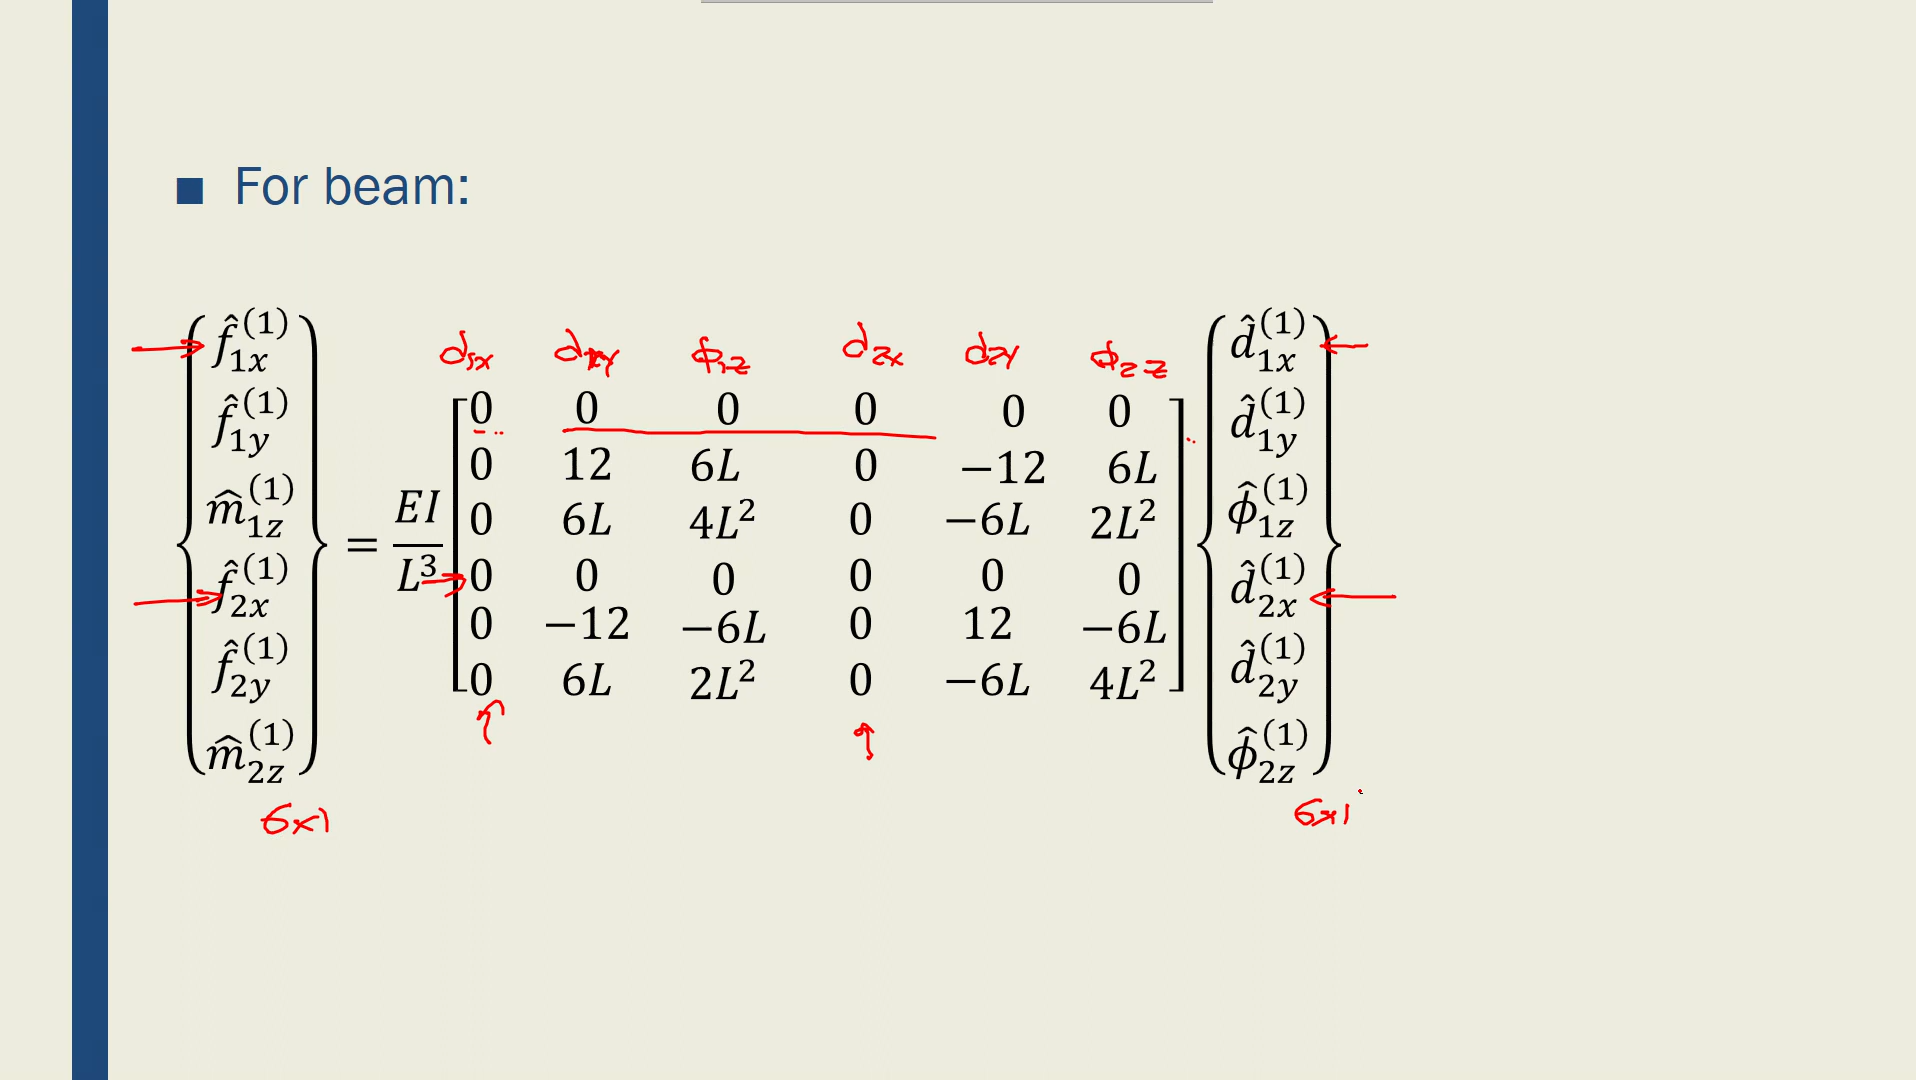 ■ For beam:
d1x d1y ϕ1z d2x d2y ϕ2z
{f̂1x^(1) f̂1y^(1) m̂1z^(1) f̂2x^(1) f̂2y^(1) m̂2z^(1)} = EI/L³
[0 0 0 0 0 0
0 12 6L 0 −12 6L
0 6L 4L² 0 −6L 2L²
0 0 0 0 0 0
0 −12 −6L 0 12 −6L
0 6L 2L² 0 −6L 4L²]
{d̂1x^(1) d̂1y^(1) ϕ̂1z^(1) d̂2x^(1) d̂2y^(1) ϕ̂2z^(1)}
6x1 6x1